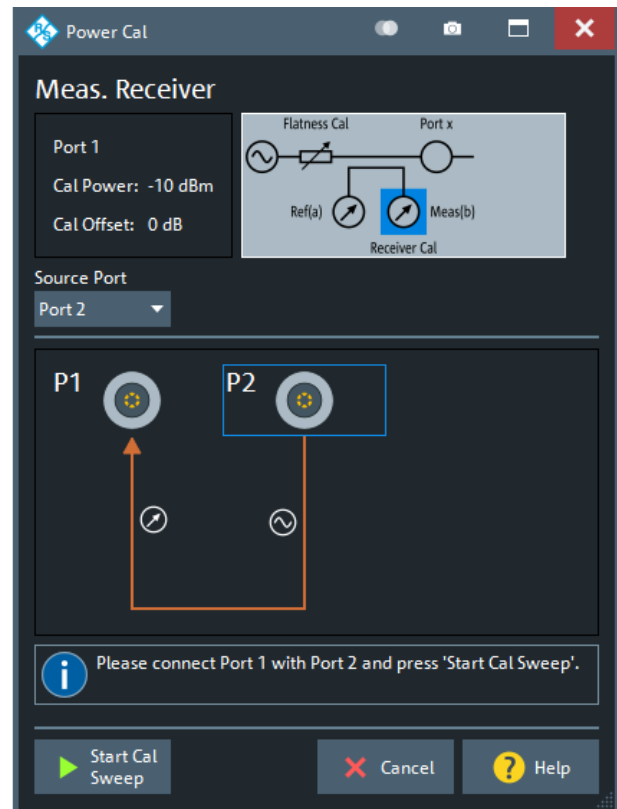 R S
Power Cal
Meas. Receiver
Port 1
Cal Power: -10 dBm
Cal Offset: 0 dB
Flatness Cal
Port x
Ref(a)
Meas(b)
Receiver Cal
Source Port
Port 2
P1
P2
Please connect Port 1 with Port 2 and press 'Start Cal Sweep'.
Start Cal
Sweep
Cancel
Help